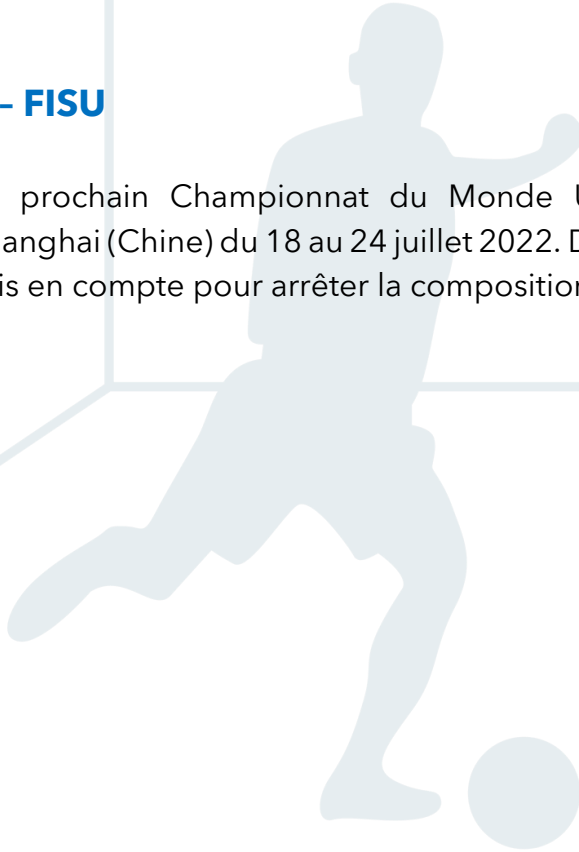 – FISU
prochain Championnat du Monde U
anghai (Chine) du 18 au 24 juillet 2022. D
is en compte pour arrêter la composition